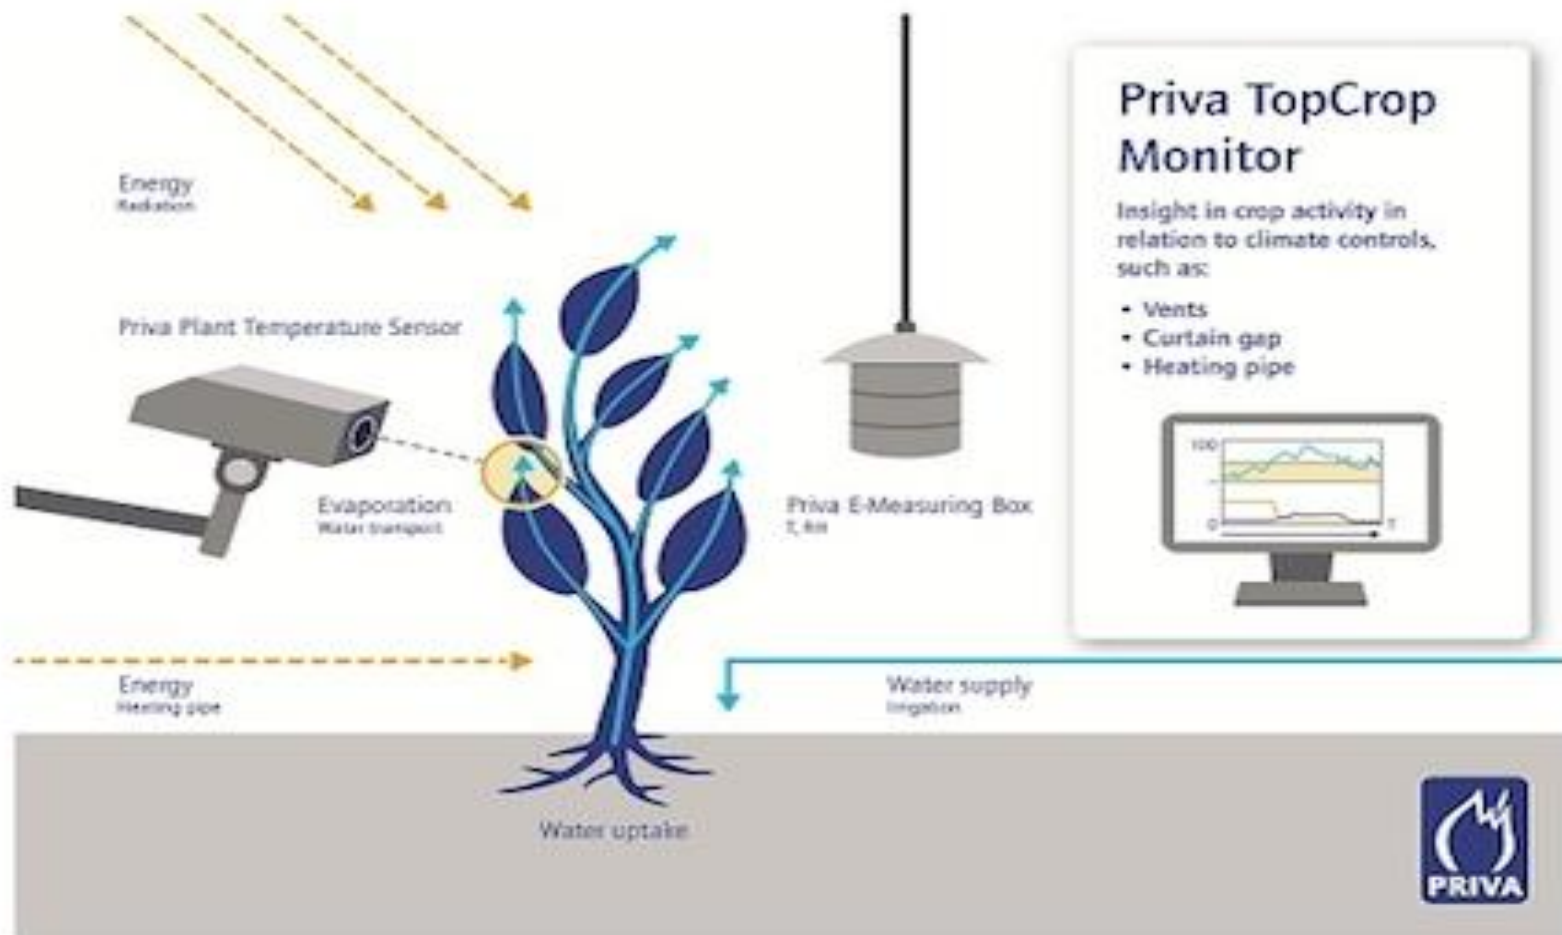 Energy
Radiation
Priva Plant Temperature Sensor
Evaporation
Water transport
Energy
Heating pipe
Water uptake
Priva E-Measuring Box
Water supply
Irrigation
Priva TopCrop
Monitor
Insight in crop activity in
relation to climate controls,
such as:
• Vents
• Curtain gap
• Heating pipe
100
0
T
PRIVA